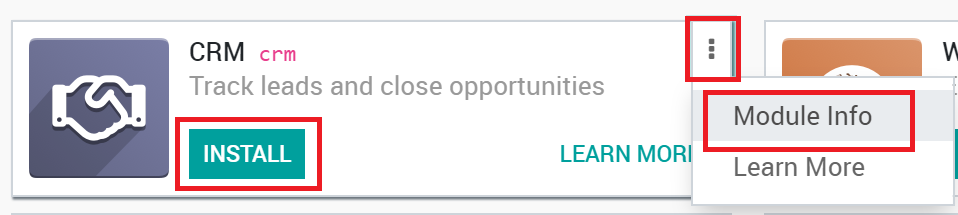 CRM crm
Track leads and close opportunities
INSTALL
LEARN MORE
Module Info
Learn More